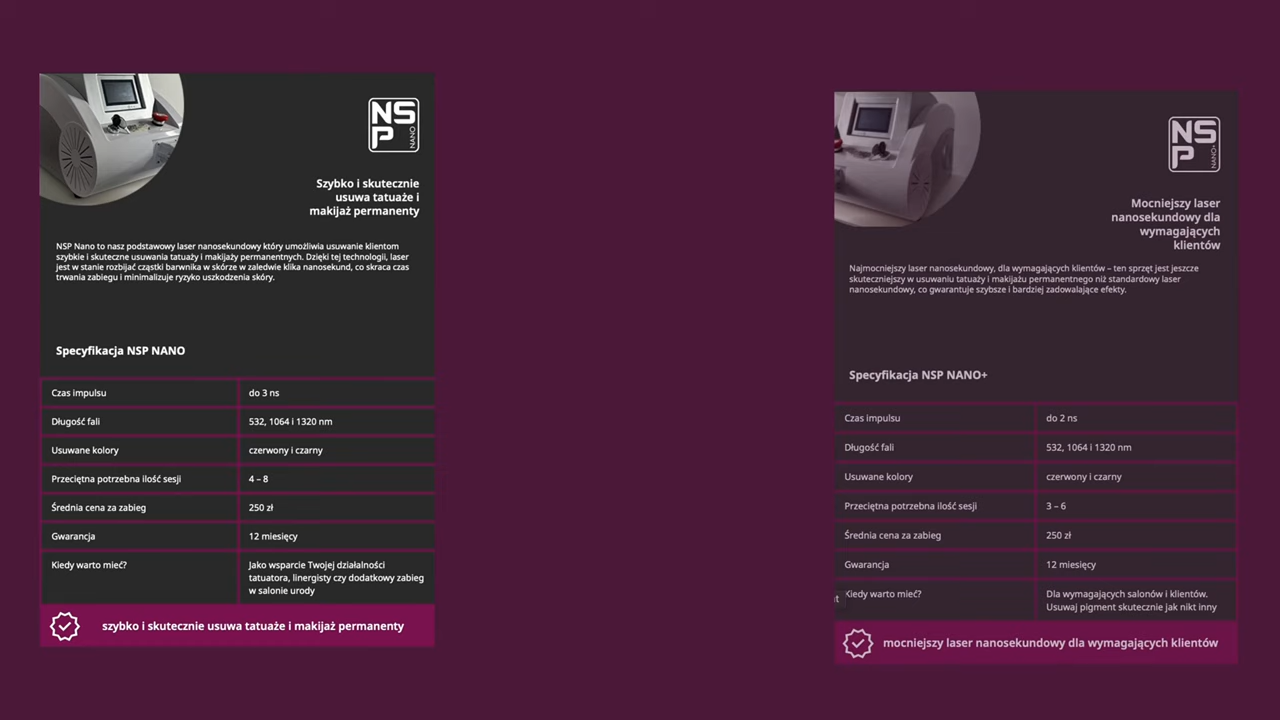 NSP NANO
Szybko i skutecznie
usuwa tatuaże i
makijaż permanenty
NSP Nano to nasz podstawowy laser nanosekundowy który umożliwia usuwanie klientom
szybkie i skuteczne usuwania tatuaży i makijaży permanentnych. Dzięki tej technologii, laser
jest w stanie rozbijać cząstki barwnika w skórze w zaledwie klika nanosekund, co skraca czas
trwania zabiegu i minimalizuje ryzyko uszkodzenia skóry.
Specyfikacja NSP NANO
Czas impulsu do 3 ns
Długość fali 532, 1064 i 1320 nm
Usuwane kolory czerwony i czarny
Przeciętna potrzebna ilość sesji 4 – 8
Średnia cena za zabieg 250 zł
Gwarancja 12 miesięcy
Kiedy warto mieć? Jako wsparcie Twojej działalności
tatuatora, linergisty czy dodatkowy zabieg
w salonie urody
szybko i skutecznie usuwa tatuaże i makijaż permanenty
NSP NANO+
Mocniejszy laser
nanosekundowy dla
wymagających
klientów
Najmocniejszy laser nanosekundowy, dla wymagających klientów – ten sprzęt jest jeszcze
skuteczniejszy w usuwaniu tatuaży i makijażu permanentnego niż standardowy laser
nanosekundowy, co gwarantuje szybsze i bardziej zadowalające efekty.
Specyfikacja NSP NANO+
Czas impulsu do 2 ns
Długość fali 532, 1064 i 1320 nm
Usuwane kolory czerwony i czarny
Przeciętna potrzebna ilość sesji 3 – 6
Średnia cena za zabieg 250 zł
Gwarancja 12 miesięcy
Kiedy warto mieć? Dla wymagających salonów i klientów.
Usuwaj pigment skutecznie jak nikt inny
mocniejszy laser nanosekundowy dla wymagających klientów